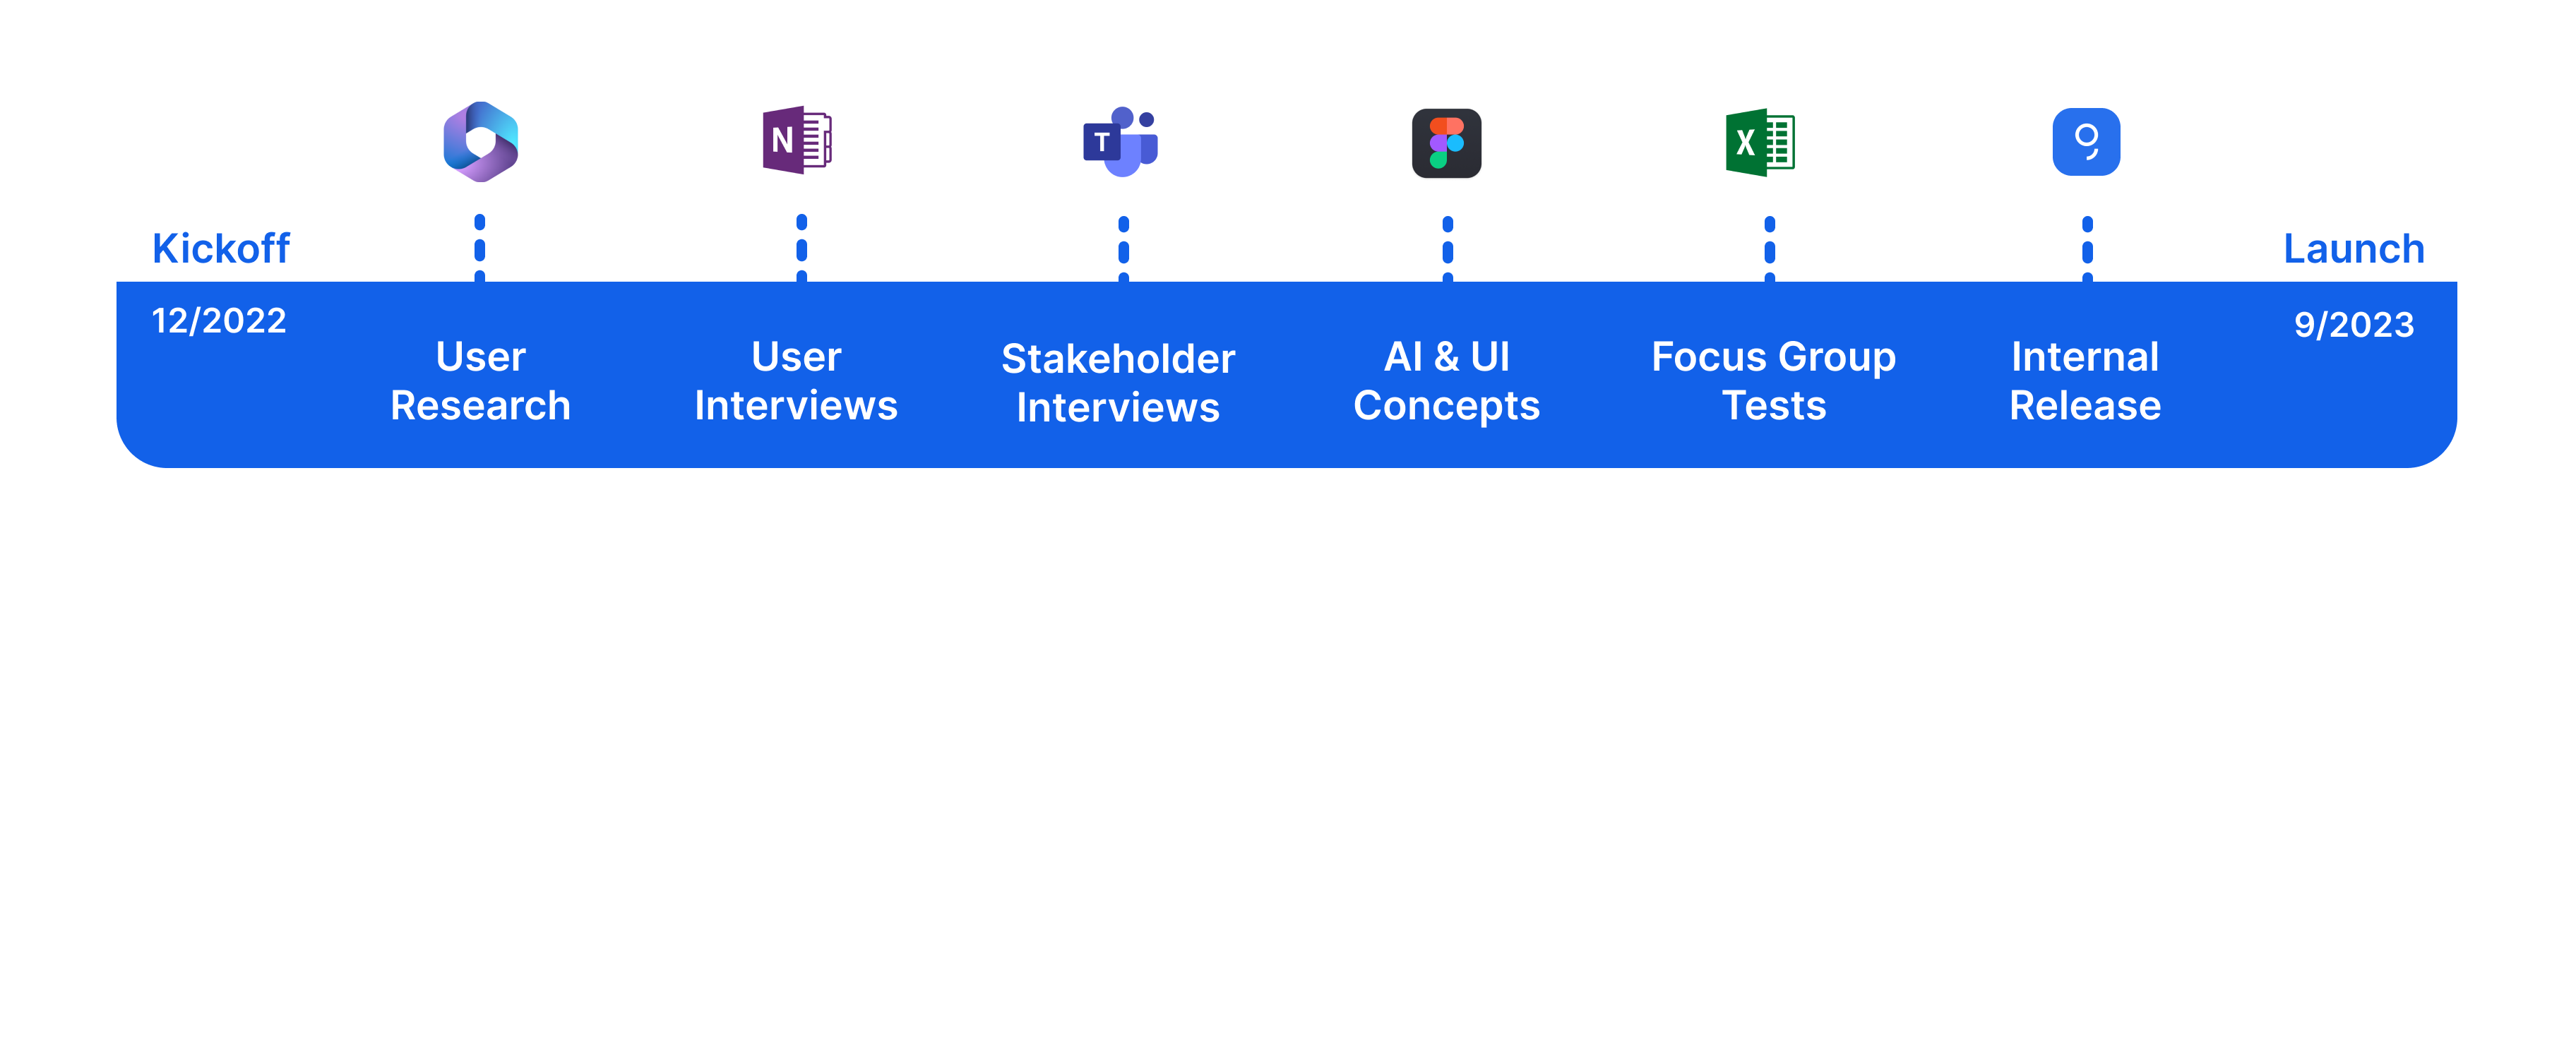 N
T
X
Kickoff
Launch
12/2022
9/2023
User
Research
User
Interviews
Stakeholder
Interviews
AI & UI
Concepts
Focus Group
Tests
Internal
Release